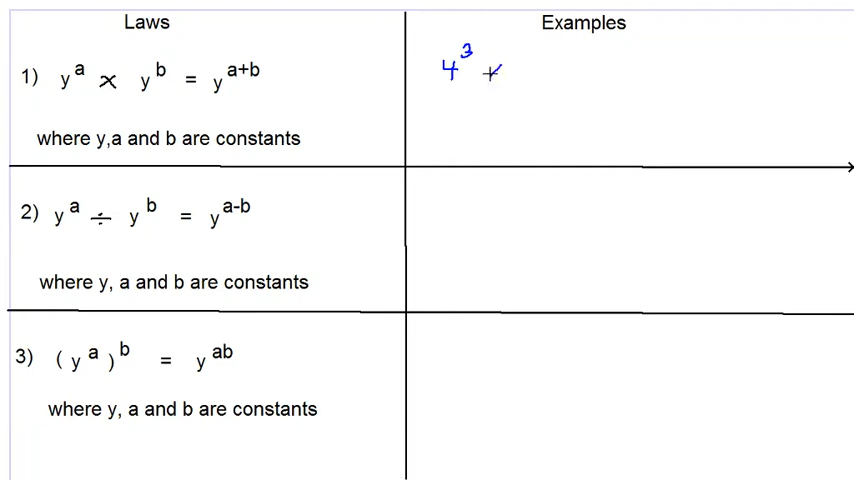 Laws
Examples
1) y^a × y^b = y^a+b
4^3
where y,a and b are constants
2) y^a ÷ y^b = y^a-b
where y, a and b are constants
3) (y^a)^b = y^ab
where y, a and b are constants